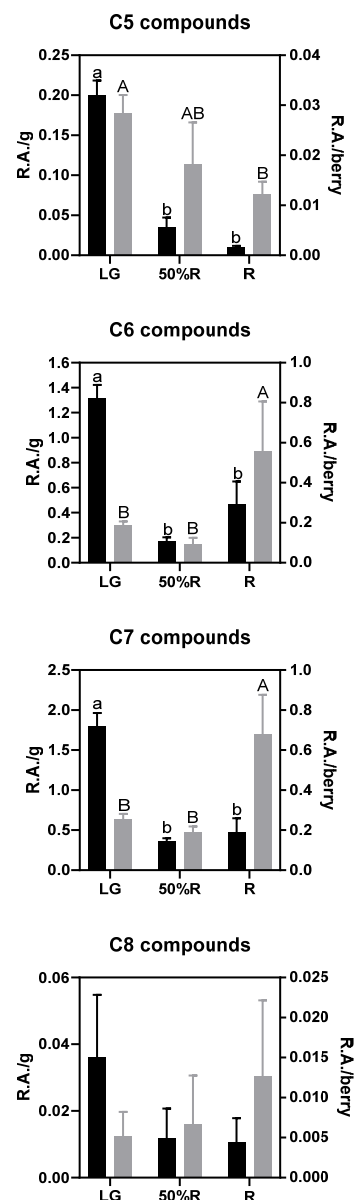 C5 compounds
0.25 0.04
0.20 0.03
0.15 0.02
0.10 0.01
0.05 0.00
0.00
R.A./g
R.A./berry
a A b AB b B
LG 50%R R
C6 compounds
1.6 1.0
1.4 0.8
1.2 0.6
1.0 0.4
0.8 0.2
0.6 0.0
0.4
0.2
0.0
R.A./g
R.A./berry
a B b B b A
LG 50%R R
C7 compounds
2.5 1.0
2.0 0.8
1.5 0.6
1.0 0.4
0.5 0.2
0.0 0.0
R.A./g
R.A./berry
a B b B b A
LG 50%R R
C8 compounds
0.06 0.025
0.04 0.020
0.02 0.015
0.00 0.010
0.005
0.000
R.A./g
R.A./berry
LG 50%R R